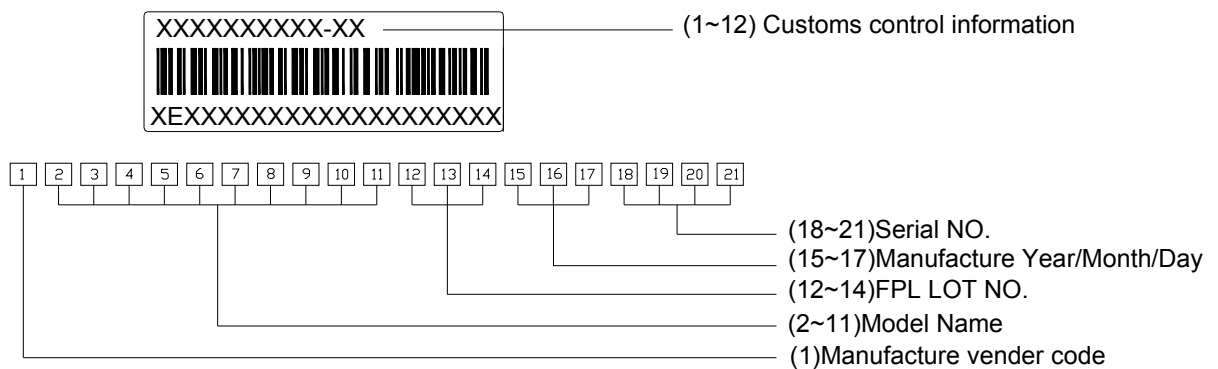 XXXXXXXXXX-XX
(1~12) Customs control information
XEXXXXXXXXXXXXXXXXXXX
1 2 3 4 5 6 7 8 9 10 11 12 13 14 15 16 17 18 19 20 21
(18~21)Serial NO.
(15~17)Manufacture Year/Month/Day
(12~14)FPL LOT NO.
(2~11)Model Name
(1)Manufacture vender code